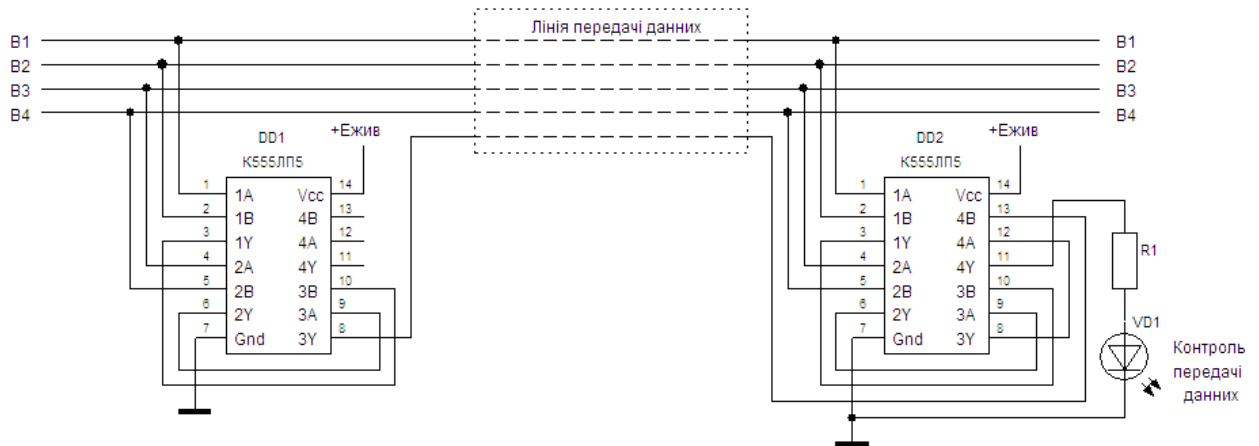 Лінія передачі данних
B1 B1
B2 B2
B3 B3
B4 B4
+Eжив +Eжив
DD1 DD2
К555ЛП5 К555ЛП5
1 1A Vcc 14 1 1A Vcc 14
2 1B 4B 13 2 1B 4B 13
3 1Y 4A 12 3 1Y 4A 12
4 2A 4Y 11 4 2A 4Y 11
5 2B 3B 10 5 2B 3B 10
6 2Y 3A 9 6 2Y 3A 9
7 Gnd 3Y 8 7 Gnd 3Y 8
R1
VD1
Контроль
передачі
данних